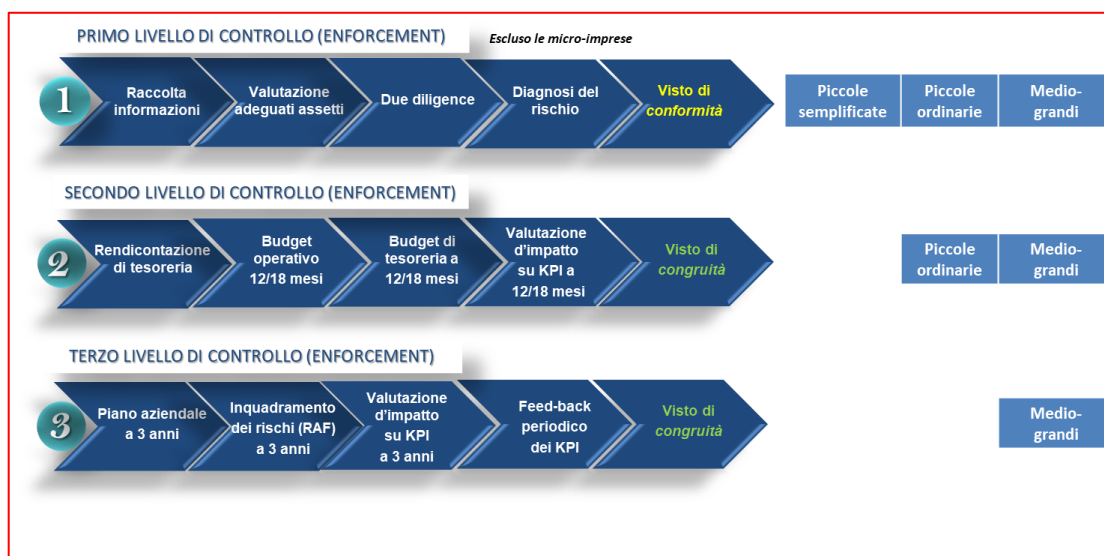 PRIMO LIVELLO DI CONTROLLO (ENFORCEMENT)
Escluso le micro-imprese
1
Raccolta
informazioni
Valutazione
adeguati assetti
Due diligence
Diagnosi del
rischio
Visto di
conformità
Piccole
semplificate
Piccole
ordinarie
Medio-
grandi
SECONDO LIVELLO DI CONTROLLO (ENFORCEMENT)
2
Rendicontazione
di tesoreria
Budget
operativo
12/18 mesi
Budget di
tesoreria a
12/18 mesi
Valutazione
d'impatto
su KPI a
12/18 mesi
Visto di
congruità
Piccole
ordinarie
Medio-
grandi
TERZO LIVELLO DI CONTROLLO (ENFORCEMENT)
3
Piano aziendale
a 3 anni
Inquadramento
dei rischi (RAF)
a 3 anni
Valutazione
d'impatto
su KPI
a 3 anni
Feed-back
periodico
dei KPI
Visto di
congruità
Medio-
grandi